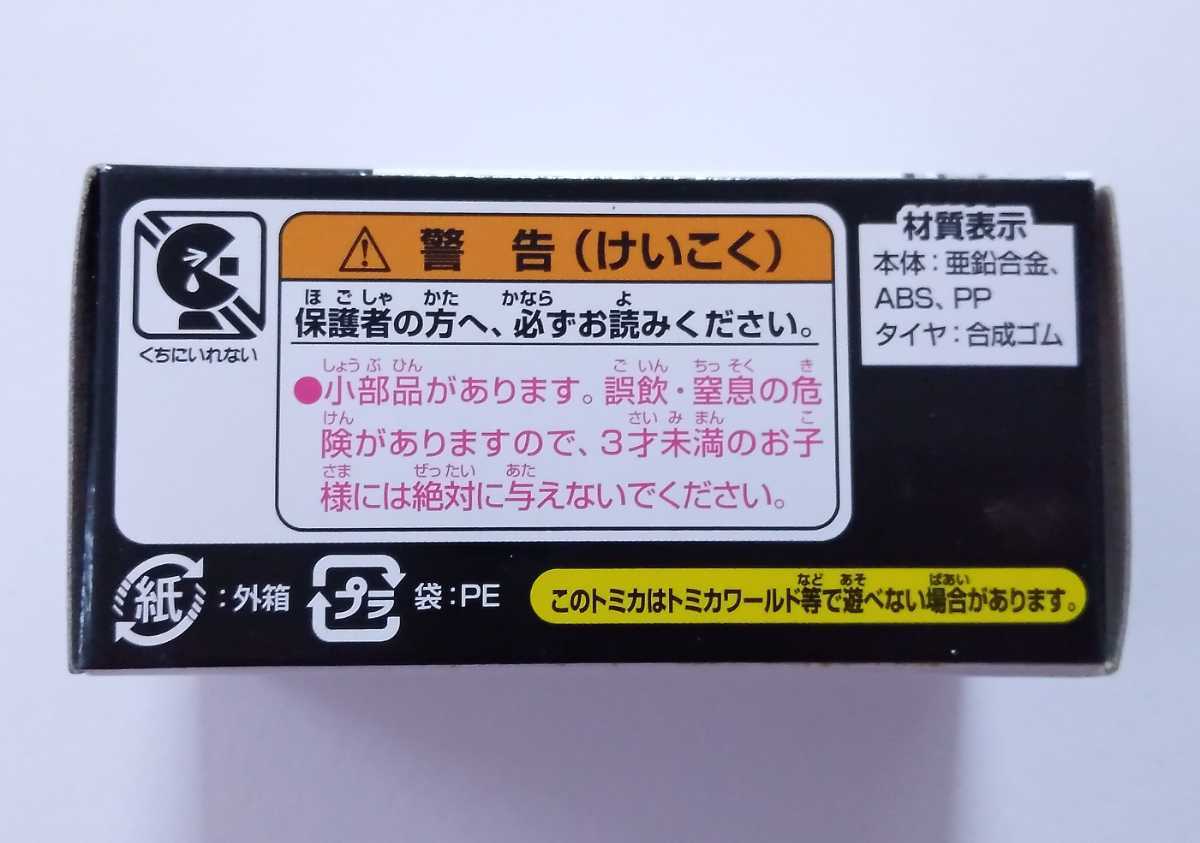 くちにいれない
警 告（けいこく）
ほごしゃ かた かなら よ
保護者の方へ、必ずお読みください。
しょう ぶ ひん ご いん ちっ そく き
●小部品があります。誤飲・窒息の危
けん さい み まん こ
険がありますので、3才未満のお子
さま ぜったい あた
様には絶対に与えないでください。
材質表示
本体：亜鉛合金、
ABS、PP
タイヤ：合成ゴム
紙：外箱
プラ 袋：PE
など あそ ばあい
このトミカはトミカワールド等で遊べない場合があります。